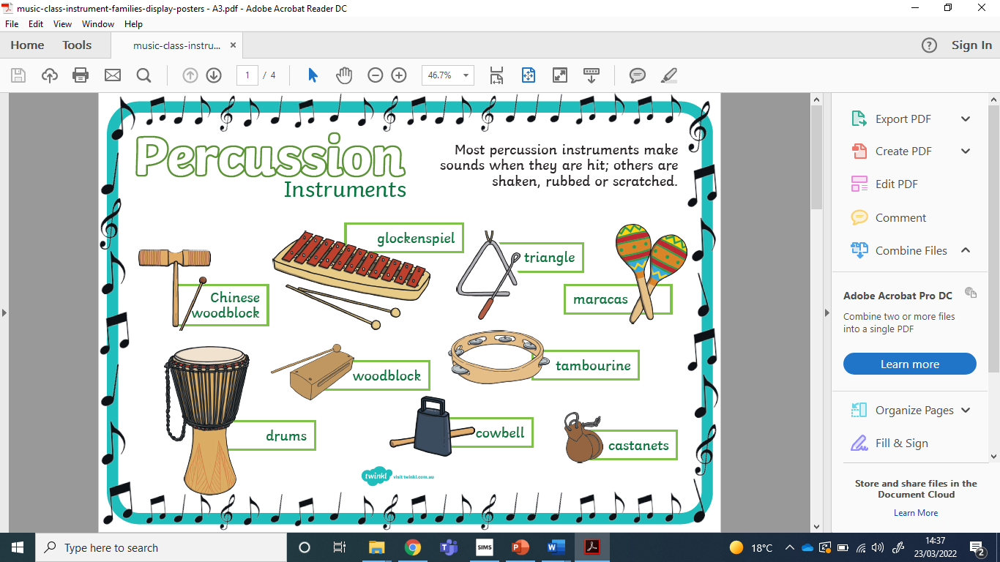 music-class-instrument-families-display-posters - A3.pdf - Adobe Acrobat Reader DC
File Edit View Window Help
Home Tools music-class-instru... × Sign In
1 / 4 46.7%
Percussion
Instruments
Most percussion instruments make
sounds when they are hit; others are
shaken, rubbed or scratched.
glockenspiel
triangle
maracas
Chinese
woodblock
woodblock
tambourine
drums
cowbell
castanets
twinkl visit twinkl.com.au
Export PDF
Create PDF
Edit PDF
Comment
Combine Files
Adobe Acrobat Pro DC
Combine two or more files
into a single PDF
Learn more
Organize Pages
Fill & Sign
Store and share files in the
Document Cloud
Learn More
Type here to search
SIMS
18°C
14:37
23/03/2022
2